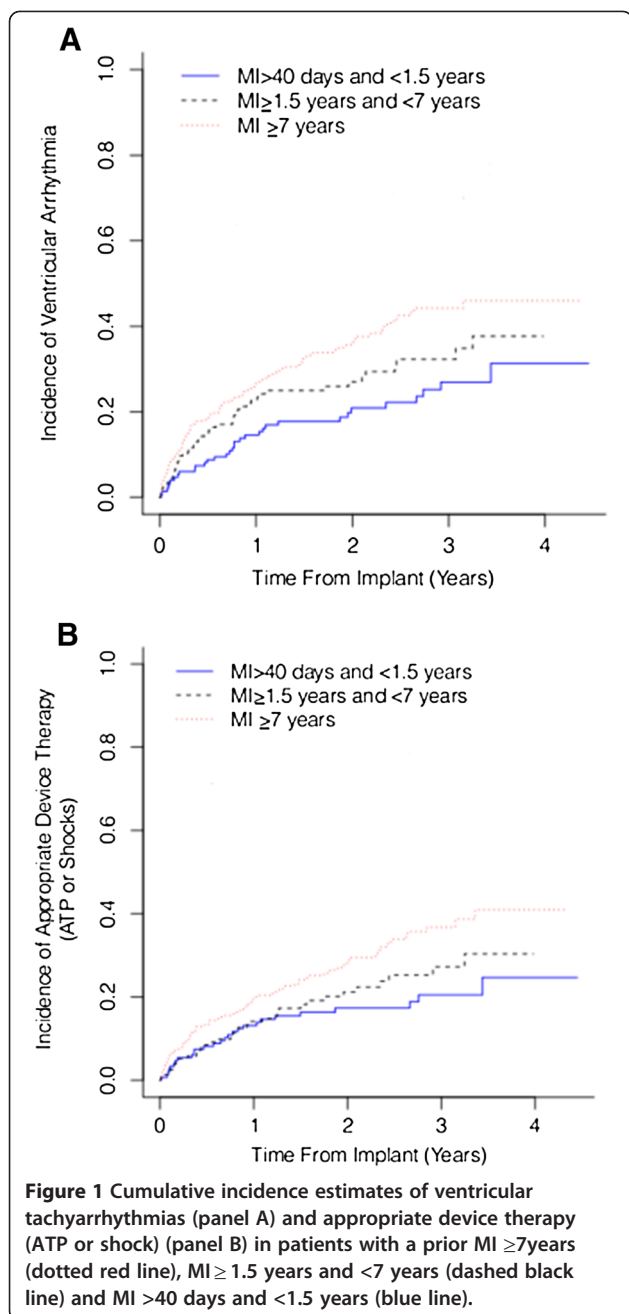 A
MI>40 days and <1.5 years
MI≥1.5 years and <7 years
MI ≥7 years
Incidence of Ventricular Arrhythmia
1.0
0.8
0.6
0.4
0.2
0.0
0 1 2 3 4
Time From Implant (Years)
B
MI>40 days and <1.5 years
MI≥1.5 years and <7 years
MI ≥7 years
Incidence of Appropriate Device Therapy
(ATP or Shocks)
1.0
0.8
0.6
0.4
0.2
0.0
0 1 2 3 4
Time From Implant (Years)
Figure 1 Cumulative incidence estimates of ventricular
tachyarrhythmias (panel A) and appropriate device therapy
(ATP or shock) (panel B) in patients with a prior MI ≥7years
(dotted red line), MI ≥ 1.5 years and <7 years (dashed black
line) and MI >40 days and <1.5 years (blue line).